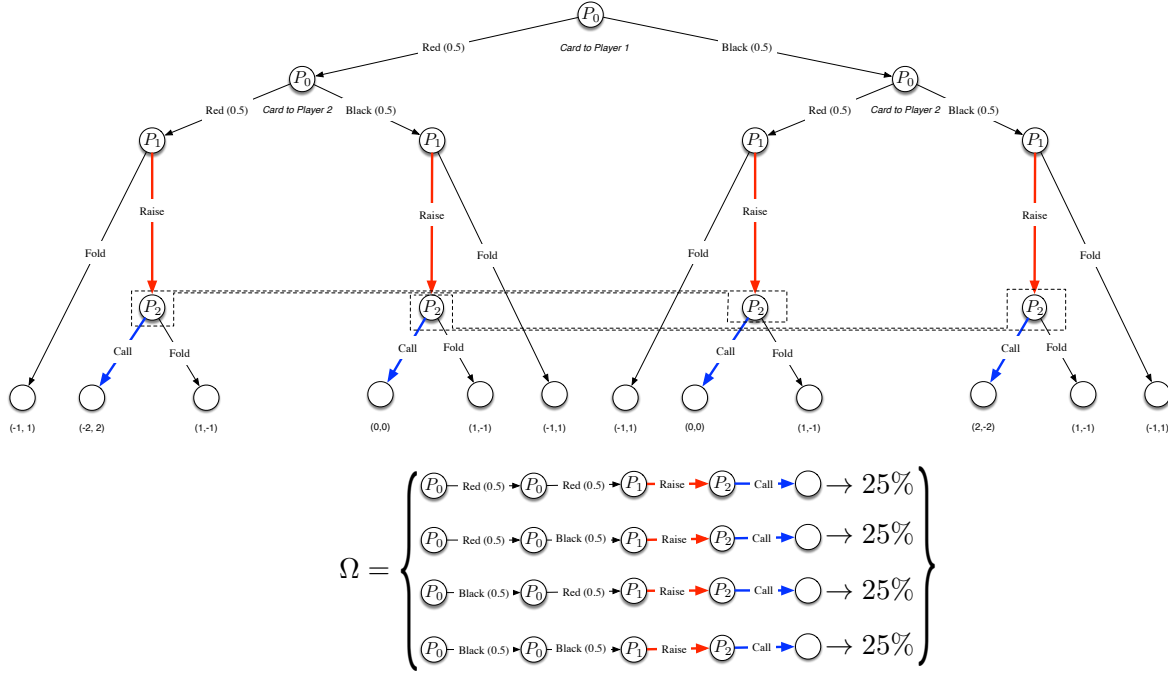 P0
Red (0.5) Card to Player 1 Black (0.5)
P0 P0
Red (0.5) Card to Player 2 Black (0.5) Red (0.5) Card to Player 2 Black (0.5)
P1 P1 P1 P1
Raise Raise Raise Raise
Fold Fold Fold Fold
P2 P2 P2 P2
Call Fold Call Fold Call Fold Call Fold
(-1, 1) (-2, 2) (1,-1) (0,0) (1,-1) (-1,1) (-1,1) (0,0) (1,-1) (2,-2) (1,-1) (-1,1)
P0 Red (0.5) P0 Red (0.5) P1 Raise P2 Call → 25%
P0 Red (0.5) P0 Black (0.5) P1 Raise P2 Call → 25%
Ω =
P0 Black (0.5) P0 Red (0.5) P1 Raise P2 Call → 25%
P0 Black (0.5) P0 Black (0.5) P1 Raise P2 Call → 25%